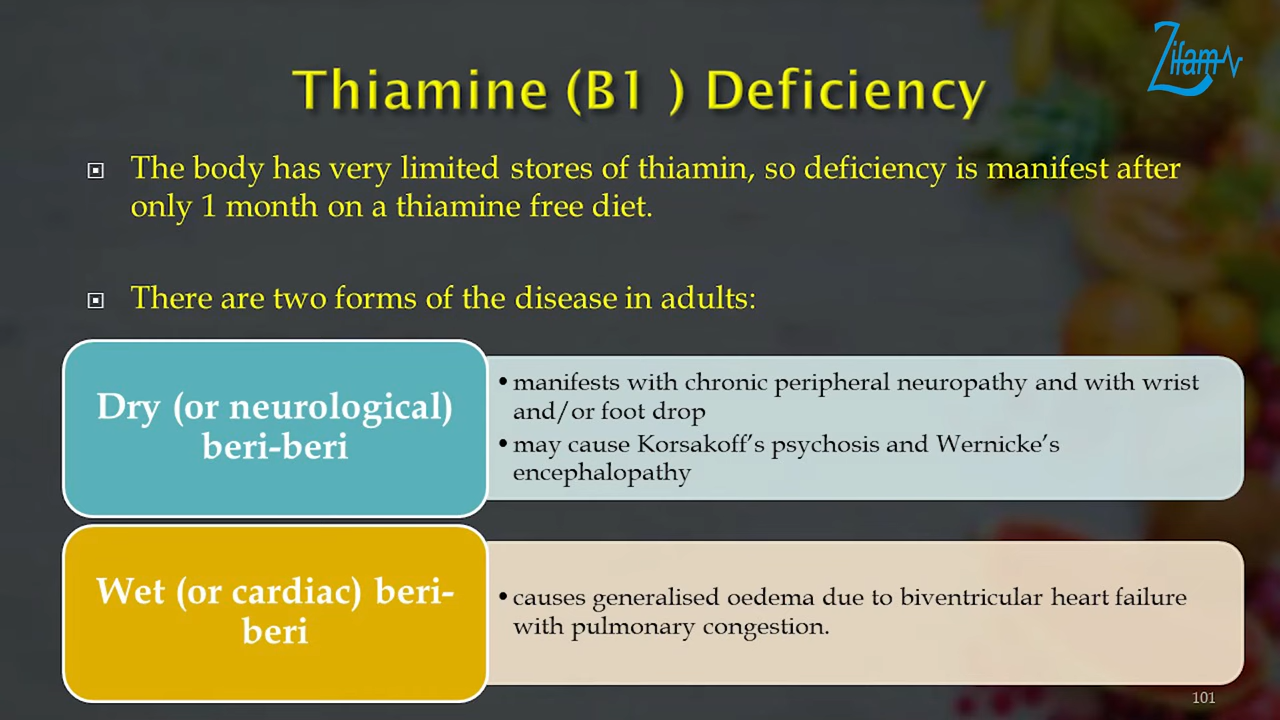 Zifam
Thiamine (B1 ) Deficiency
The body has very limited stores of thiamin, so deficiency is manifest after
only 1 month on a thiamine free diet.
There are two forms of the disease in adults:
Dry (or neurological)
beri-beri
•manifests with chronic peripheral neuropathy and with wrist
and/or foot drop
•may cause Korsakoff’s psychosis and Wernicke’s
encephalopathy
Wet (or cardiac) beri-
beri
•causes generalised oedema due to biventricular heart failure
with pulmonary congestion.
101